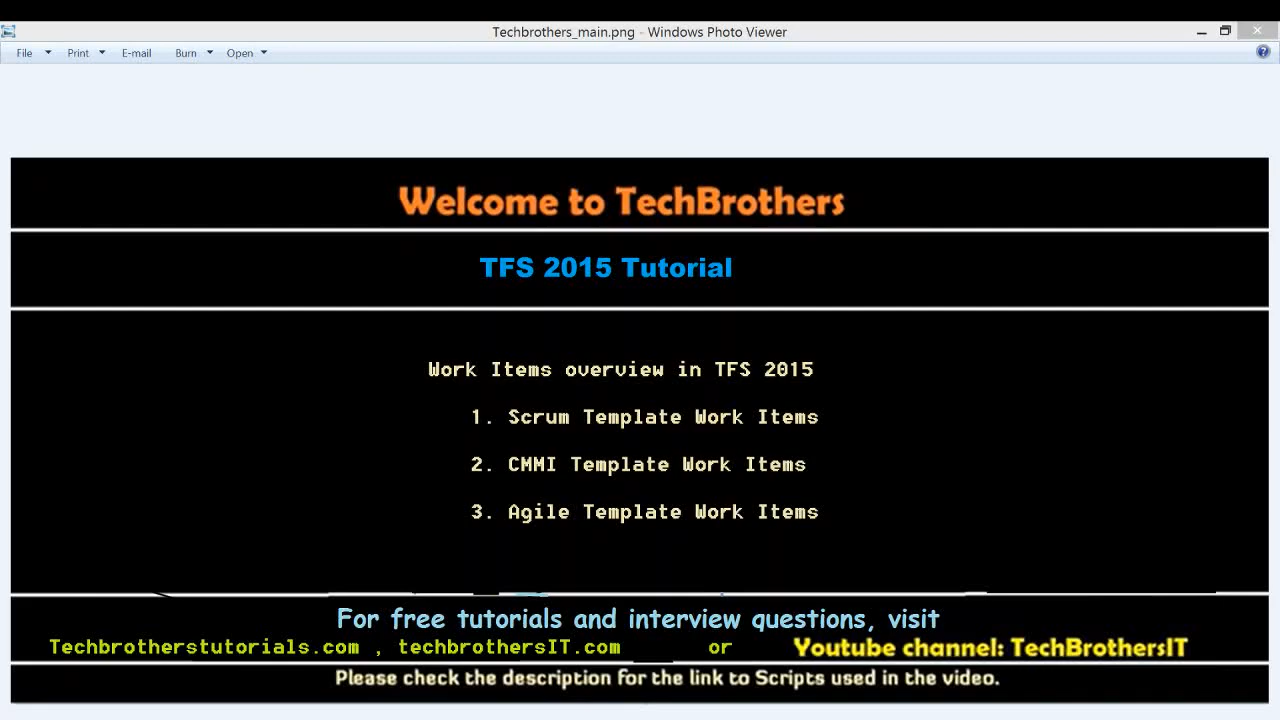 Techbrothers_main.png - Windows Photo Viewer
File Print E-mail Burn Open
Welcome to TechBrothers
TFS 2015 Tutorial
Work Items overview in TFS 2015
1. Scrum Template Work Items
2. CMMI Template Work Items
3. Agile Template Work Items
For free tutorials and interview questions, visit
Techbrotherstutorials.com , techbrothersIT.com or Youtube channel: TechBrothersIT
Please check the description for the link to Scripts used in the video.